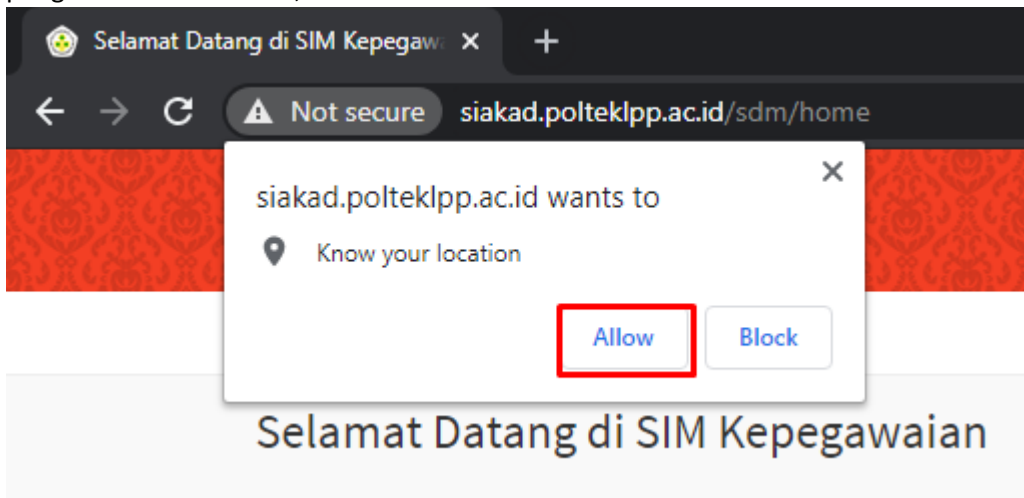 Selamat Datang di SIM Kepegaw
Not secure siakad.polteklpp.ac.id/sdm/home
siakad.polteklpp.ac.id wants to
Know your location
Allow Block
Selamat Datang di SIM Kepegawaian